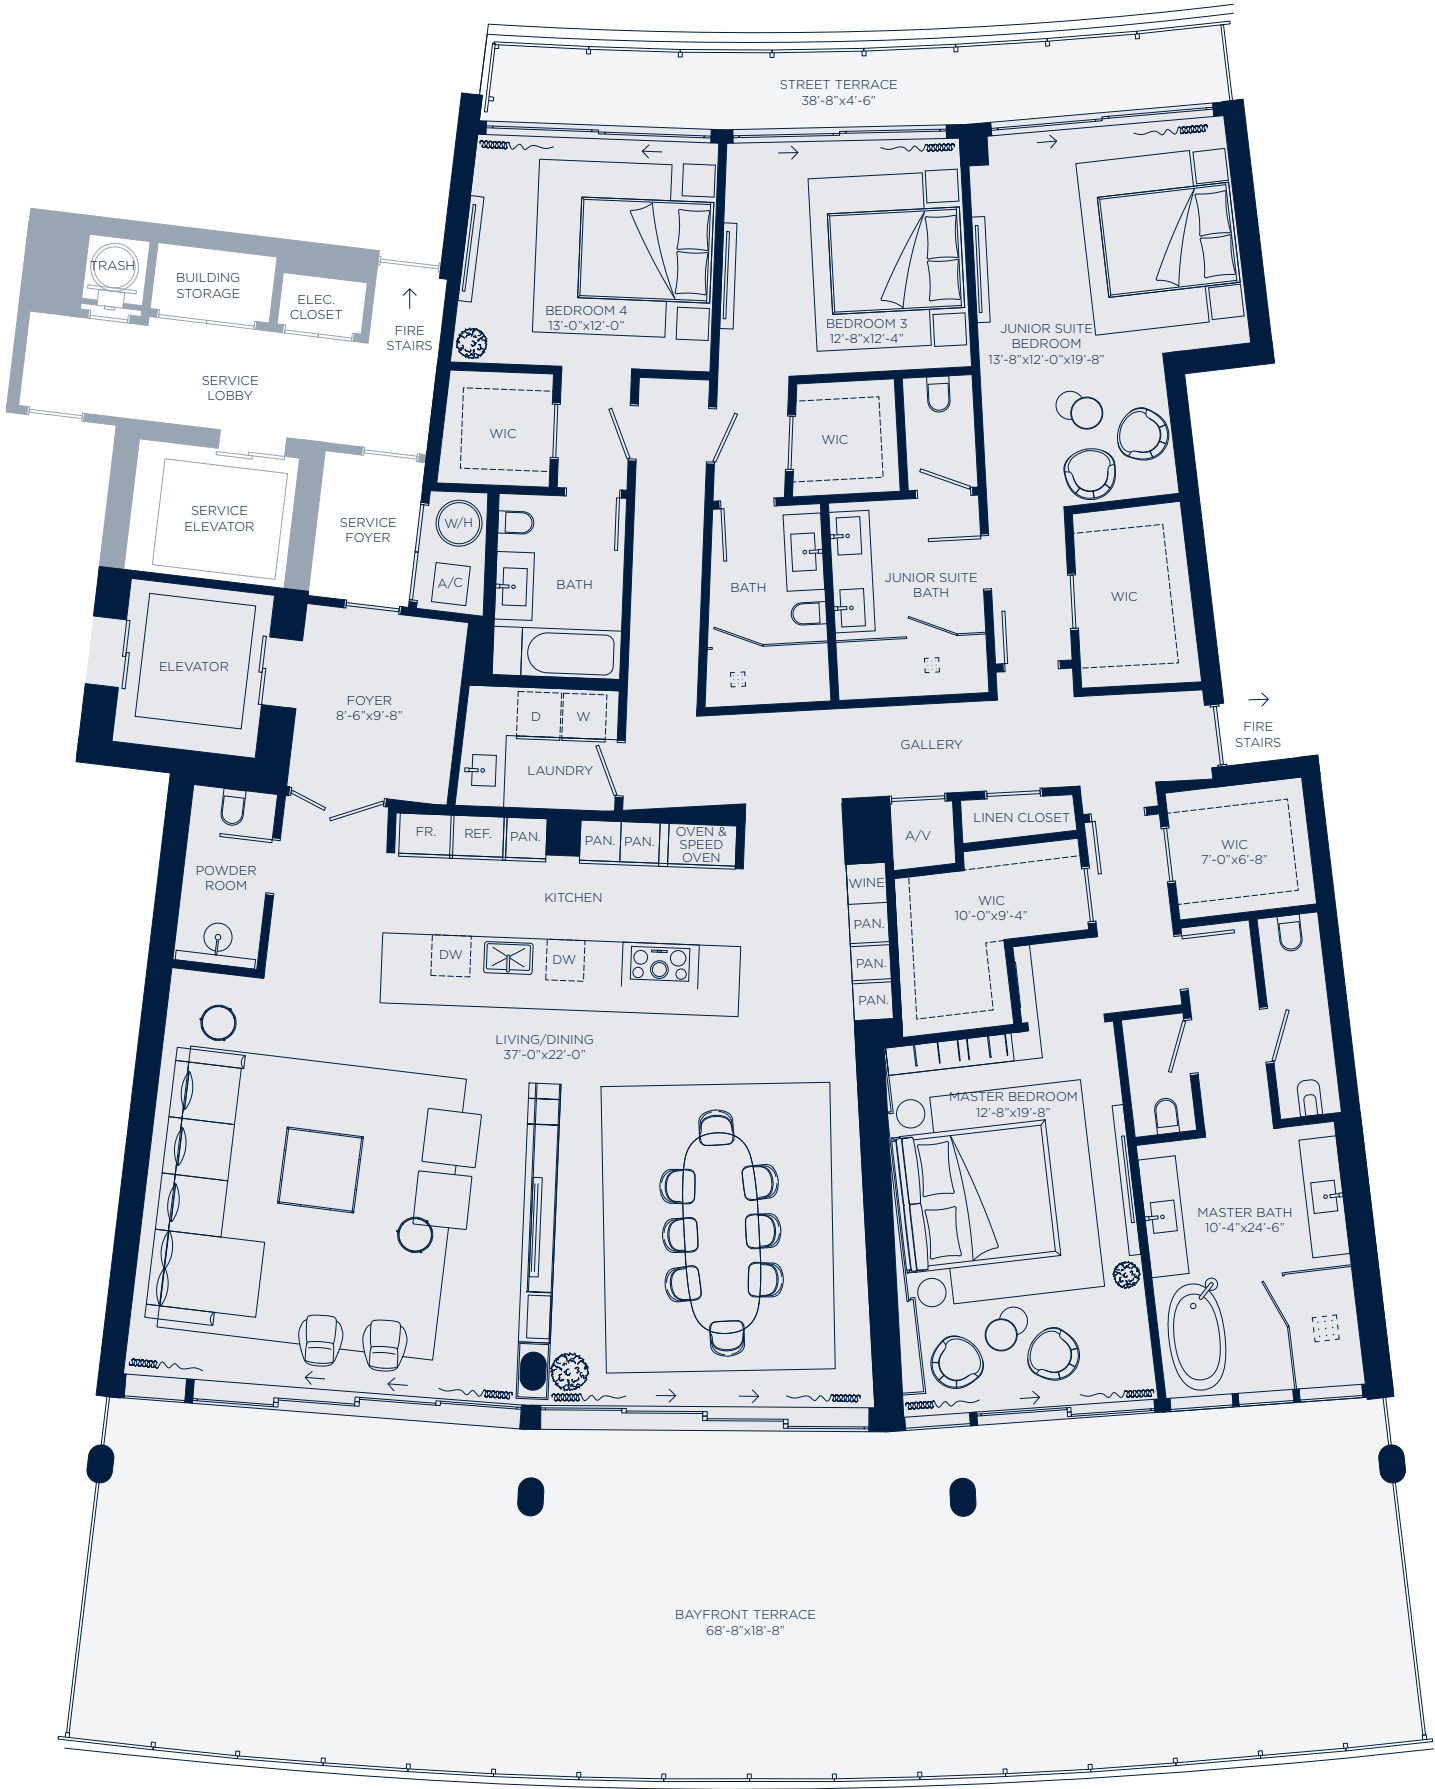 STREET TERRACE
38'-8"x4'-6"
TRASH
BUILDING
STORAGE
ELEC.
CLOSET
FIRE
STAIRS
SERVICE
LOBBY
BEDROOM 4
13'-0"x12'-0"
BEDROOM 3
12'-8"x12'-4"
JUNIOR SUITE
BEDROOM
13'-8"x12'-0"x19'-8"
WIC
WIC
SERVICE
ELEVATOR
SERVICE
FOYER
W/H
A/C
BATH
BATH
JUNIOR SUITE
BATH
WIC
ELEVATOR
FOYER
8'-6"x9'-8"
D
W
LAUNDRY
GALLERY
FIRE
STAIRS
FR.
REF.
PAN.
PAN.
PAN.
OVEN &
SPEED
OVEN
A/V
LINEN CLOSET
WIC
7'-0"x6'-8"
POWDER
ROOM
KITCHEN
WINE
PAN.
PAN.
PAN.
WIC
10'-0"x9'-4"
DW
DW
LIVING/DINING
37'-0"x22'-0"
MASTER BEDROOM
12'-8"x19'-8"
MASTER BATH
10'-4"x24'-6"
BAYFRONT TERRACE
68'-8"x18'-8"